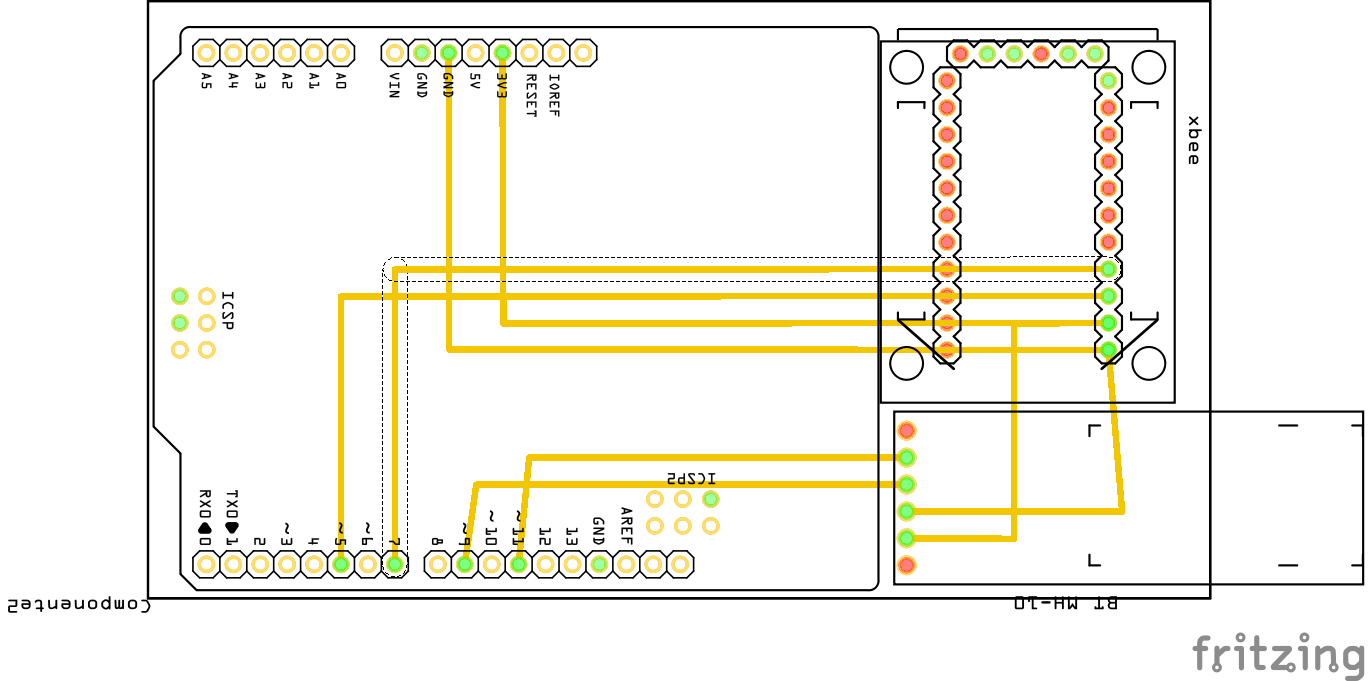 A5
A4
A3
A2
A1
A0
VIN
GND
GND
5V
3V3
RESET
IOREF
xbee
ICSP
ICSP2
RX0
TX0
0
1
2
~3
4
~5
~6
7
8
~9
~10
~11
12
13
GND
AREF
Componente2
BT MH-10
fritzing